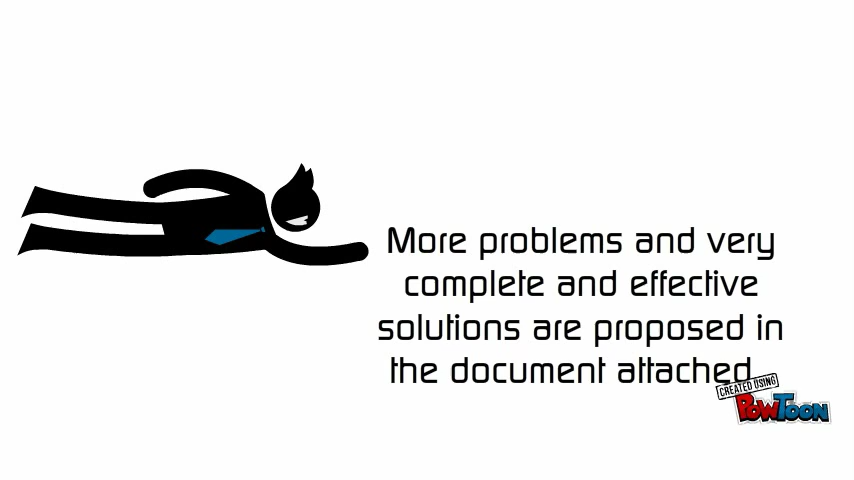 More problems and very
complete and effective
solutions are proposed in
the document attached
CREATED USING
POWTOON